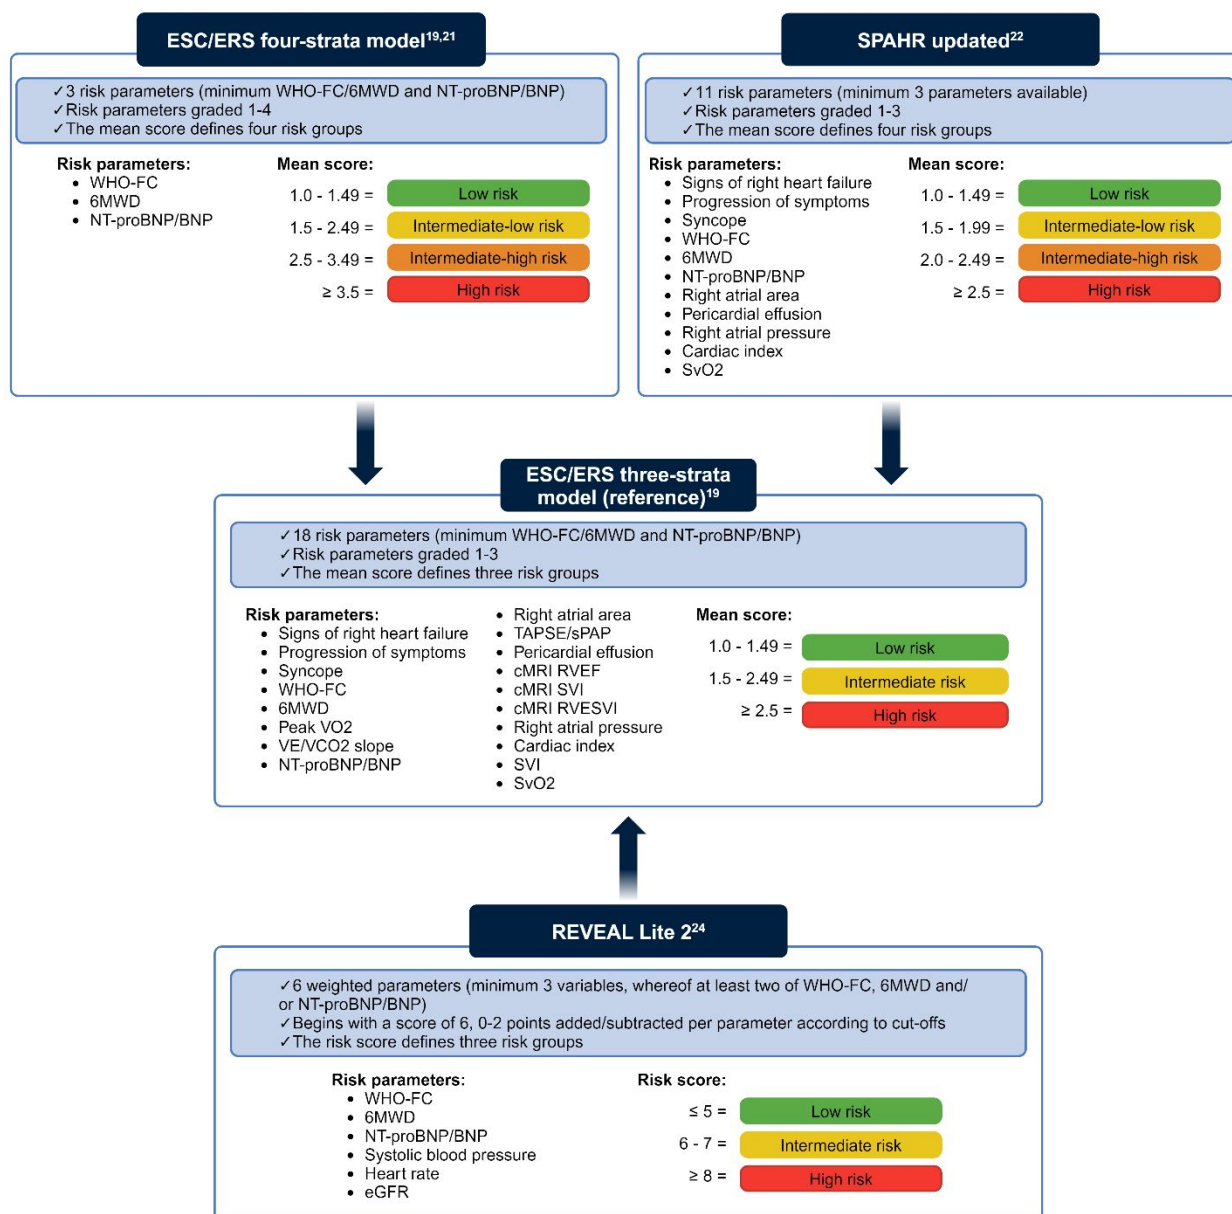 ESC/ERS four-strata model19,21
✓3 risk parameters (minimum WHO-FC/6MWD and NT-proBNP/BNP)
✓Risk parameters graded 1-4
✓The mean score defines four risk groups
Risk parameters:
• WHO-FC
• 6MWD
• NT-proBNP/BNP
Mean score:
1.0 - 1.49 = Low risk
1.5 - 2.49 = Intermediate-low risk
2.5 - 3.49 = Intermediate-high risk
≥ 3.5 = High risk
SPAHR updated22
✓11 risk parameters (minimum 3 parameters available)
✓Risk parameters graded 1-3
✓The mean score defines four risk groups
Risk parameters:
• Signs of right heart failure
• Progression of symptoms
• Syncope
• WHO-FC
• 6MWD
• NT-proBNP/BNP
• Right atrial area
• Pericardial effusion
• Right atrial pressure
• Cardiac index
• SvO2
Mean score:
1.0 - 1.49 = Low risk
1.5 - 1.99 = Intermediate-low risk
2.0 - 2.49 = Intermediate-high risk
≥ 2.5 = High risk
ESC/ERS three-strata
model (reference)19
✓18 risk parameters (minimum WHO-FC/6MWD and NT-proBNP/BNP)
✓Risk parameters graded 1-3
✓The mean score defines three risk groups
Risk parameters:
• Signs of right heart failure
• Progression of symptoms
• Syncope
• WHO-FC
• 6MWD
• Peak VO2
• VE/VCO2 slope
• NT-proBNP/BNP
• Right atrial area
• TAPSE/sPAP
• Pericardial effusion
• cMRI RVEF
• cMRI SVI
• cMRI RVESVI
• Right atrial pressure
• Cardiac index
• SVI
• SvO2
Mean score:
1.0 - 1.49 = Low risk
1.5 - 2.49 = Intermediate risk
≥ 2.5 = High risk
REVEAL Lite 224
✓6 weighted parameters (minimum 3 variables, whereof at least two of WHO-FC, 6MWD and/
or NT-proBNP/BNP)
✓Begins with a score of 6, 0-2 points added/subtracted per parameter according to cut-offs
✓The risk score defines three risk groups
Risk parameters:
• WHO-FC
• 6MWD
• NT-proBNP/BNP
• Systolic blood pressure
• Heart rate
• eGFR
Risk score:
≤ 5 = Low risk
6 - 7 = Intermediate risk
≥ 8 = High risk